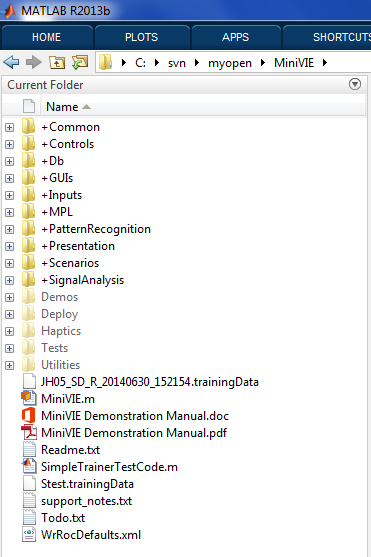 MATLAB R2013b
HOME PLOTS APPS SHORTCUTS
C: svn myopen MiniVIE
Current Folder
Name
+Common
+Controls
+Db
+GUIs
+Inputs
+MPL
+PatternRecognition
+Presentation
+Scenarios
+SignalAnalysis
Demos
Deploy
Haptics
Tests
Utilities
JH05_SD_R_20140630_152154.trainingData
MiniVIE.m
MiniVIE Demonstration Manual.doc
MiniVIE Demonstration Manual.pdf
Readme.txt
SimpleTrainerTestCode.m
Stest.trainingData
support_notes.txt
Todo.txt
WrRocDefaults.xml